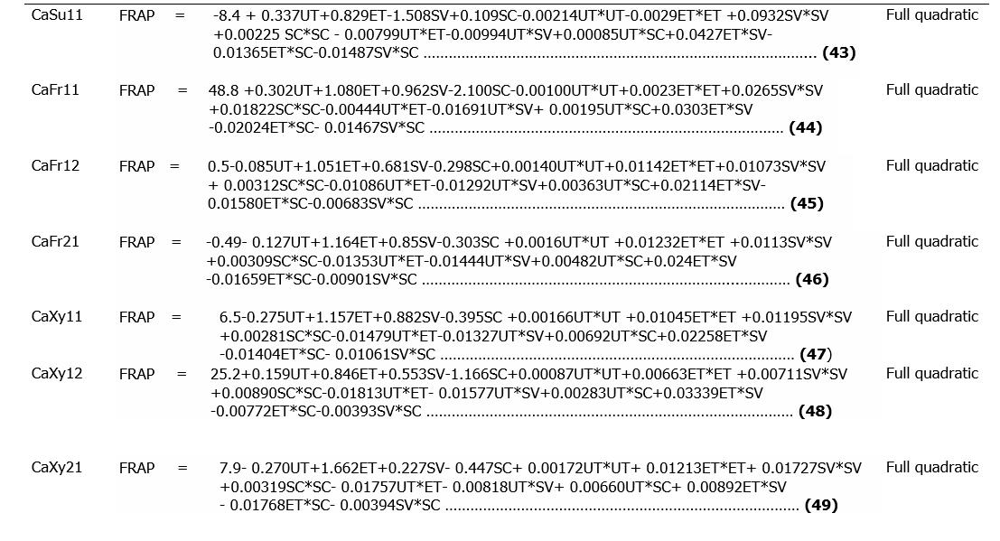 CaSu11 FRAP = -8.4 + 0.337UT+0.829ET-1.508SV+0.109SC-0.00214UT*UT-0.0029ET*ET +0.0932SV*SV Full quadratic
+0.00225 SC*SC - 0.00799UT*ET-0.00994UT*SV+0.00085UT*SC+0.0427ET*SV-
0.01365ET*SC-0.01487SV*SC ............................................................................................... (43)
CaFr11 FRAP = 48.8 +0.302UT+1.080ET+0.962SV-2.100SC-0.00100UT*UT+0.0023ET*ET+0.0265SV*SV Full quadratic
+0.01822SC*SC-0.00444UT*ET-0.01691UT*SV+ 0.00195UT*SC+0.0303ET*SV
-0.02024ET*SC- 0.01467SV*SC ..................................................................................... (44)
CaFr12 FRAP = 0.5-0.085UT+1.051ET+0.681SV-0.298SC+0.00140UT*UT+0.01142ET*ET+0.01073SV*SV Full quadratic
+ 0.00312SC*SC-0.01086UT*ET-0.01292UT*SV+0.00363UT*SC+0.02114ET*SV-
0.01580ET*SC-0.00683SV*SC ........................................................................................ (45)
CaFr21 FRAP = -0.49- 0.127UT+1.164ET+0.85SV-0.303SC +0.0016UT*UT +0.01232ET*ET +0.0113SV*SV Full quadratic
+0.00309SC*SC-0.01353UT*ET-0.01444UT*SV+0.00482UT*SC+0.024ET*SV
-0.01659ET*SC-0.00901SV*SC ........................................................................................ (46)
CaXy11 FRAP = 6.5-0.275UT+1.157ET+0.882SV-0.395SC +0.00166UT*UT +0.01045ET*ET +0.01195SV*SV Full quadratic
+0.00281SC*SC-0.01479UT*ET-0.01327UT*SV+0.00692UT*SC+0.02258ET*SV
-0.01404ET*SC- 0.01061SV*SC ..................................................................................... (47)
CaXy12 FRAP = 25.2+0.159UT+0.846ET+0.553SV-1.166SC+0.00087UT*UT+0.00663ET*ET +0.00711SV*SV Full quadratic
+0.00890SC*SC-0.01813UT*ET- 0.01577UT*SV+0.00283UT*SC+0.03339ET*SV
-0.00772ET*SC-0.00393SV*SC ........................................................................................ (48)
CaXy21 FRAP = 7.9- 0.270UT+1.662ET+0.227SV- 0.447SC+ 0.00172UT*UT+ 0.01213ET*ET+ 0.01727SV*SV Full quadratic
+0.00319SC*SC- 0.01757UT*ET- 0.00818UT*SV+ 0.00660UT*SC+ 0.00892ET*SV
- 0.01768ET*SC- 0.00394SV*SC ..................................................................................... (49)